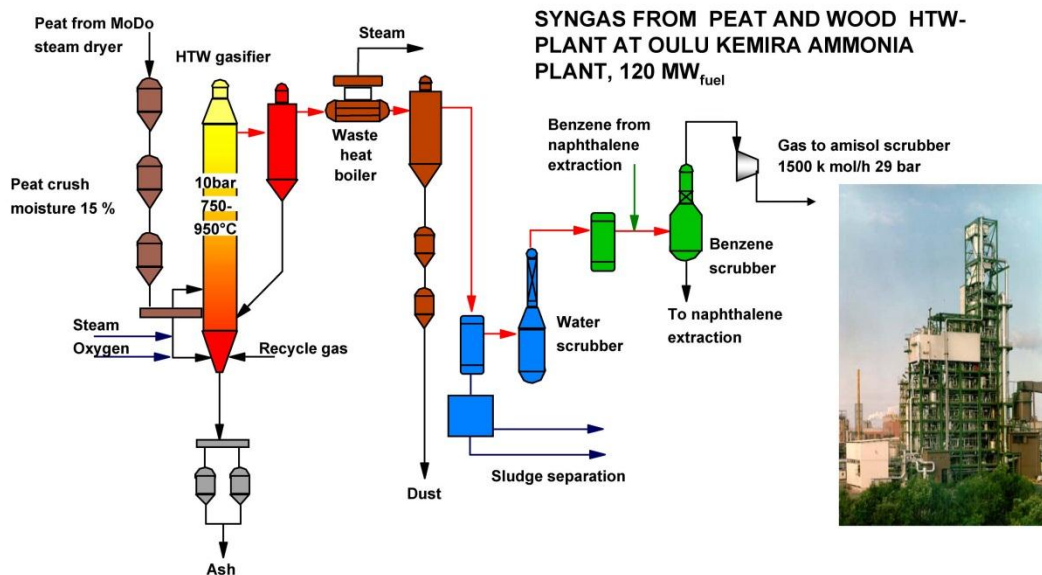 SYNGAS FROM PEAT AND WOOD HTW-
PLANT AT OULU KEMIRA AMMONIA
PLANT, 120 MWfuel
Peat from MoDo
steam dryer
HTW gasifier
Steam
Waste
heat
boiler
Peat crush
moisture 15 %
10bar
750-
950°C
Benzene from
naphthalene
extraction
Gas to amisol scrubber
1500 k mol/h 29 bar
Benzene
scrubber
To naphthalene
extraction
Water
scrubber
Steam
Oxygen
Recycle gas
Sludge separation
Dust
Ash